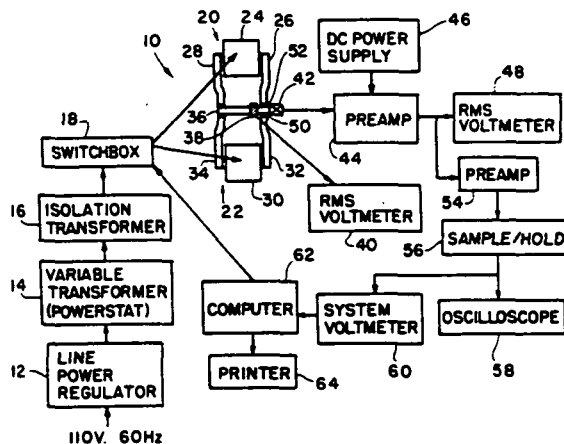 10
20
24
26
28
52
42
46
DC POWER
SUPPLY
48
36
38
50
PREAMP
44
RMS
VOLTMETER
18
SWITCHBOX
34
30
32
22
RMS
VOLTMETER
40
PREAMP
54
16
ISOLATION
TRANSFORMER
56
SAMPLE/HOLD
62
14
VARIABLE
TRANSFORMER
(POWERSTAT)
COMPUTER
SYSTEM
VOLTMETER
60
OSCILLOSCOPE
58
12
LINE
POWER
REGULATOR
PRINTER
64
110V. 60Hz